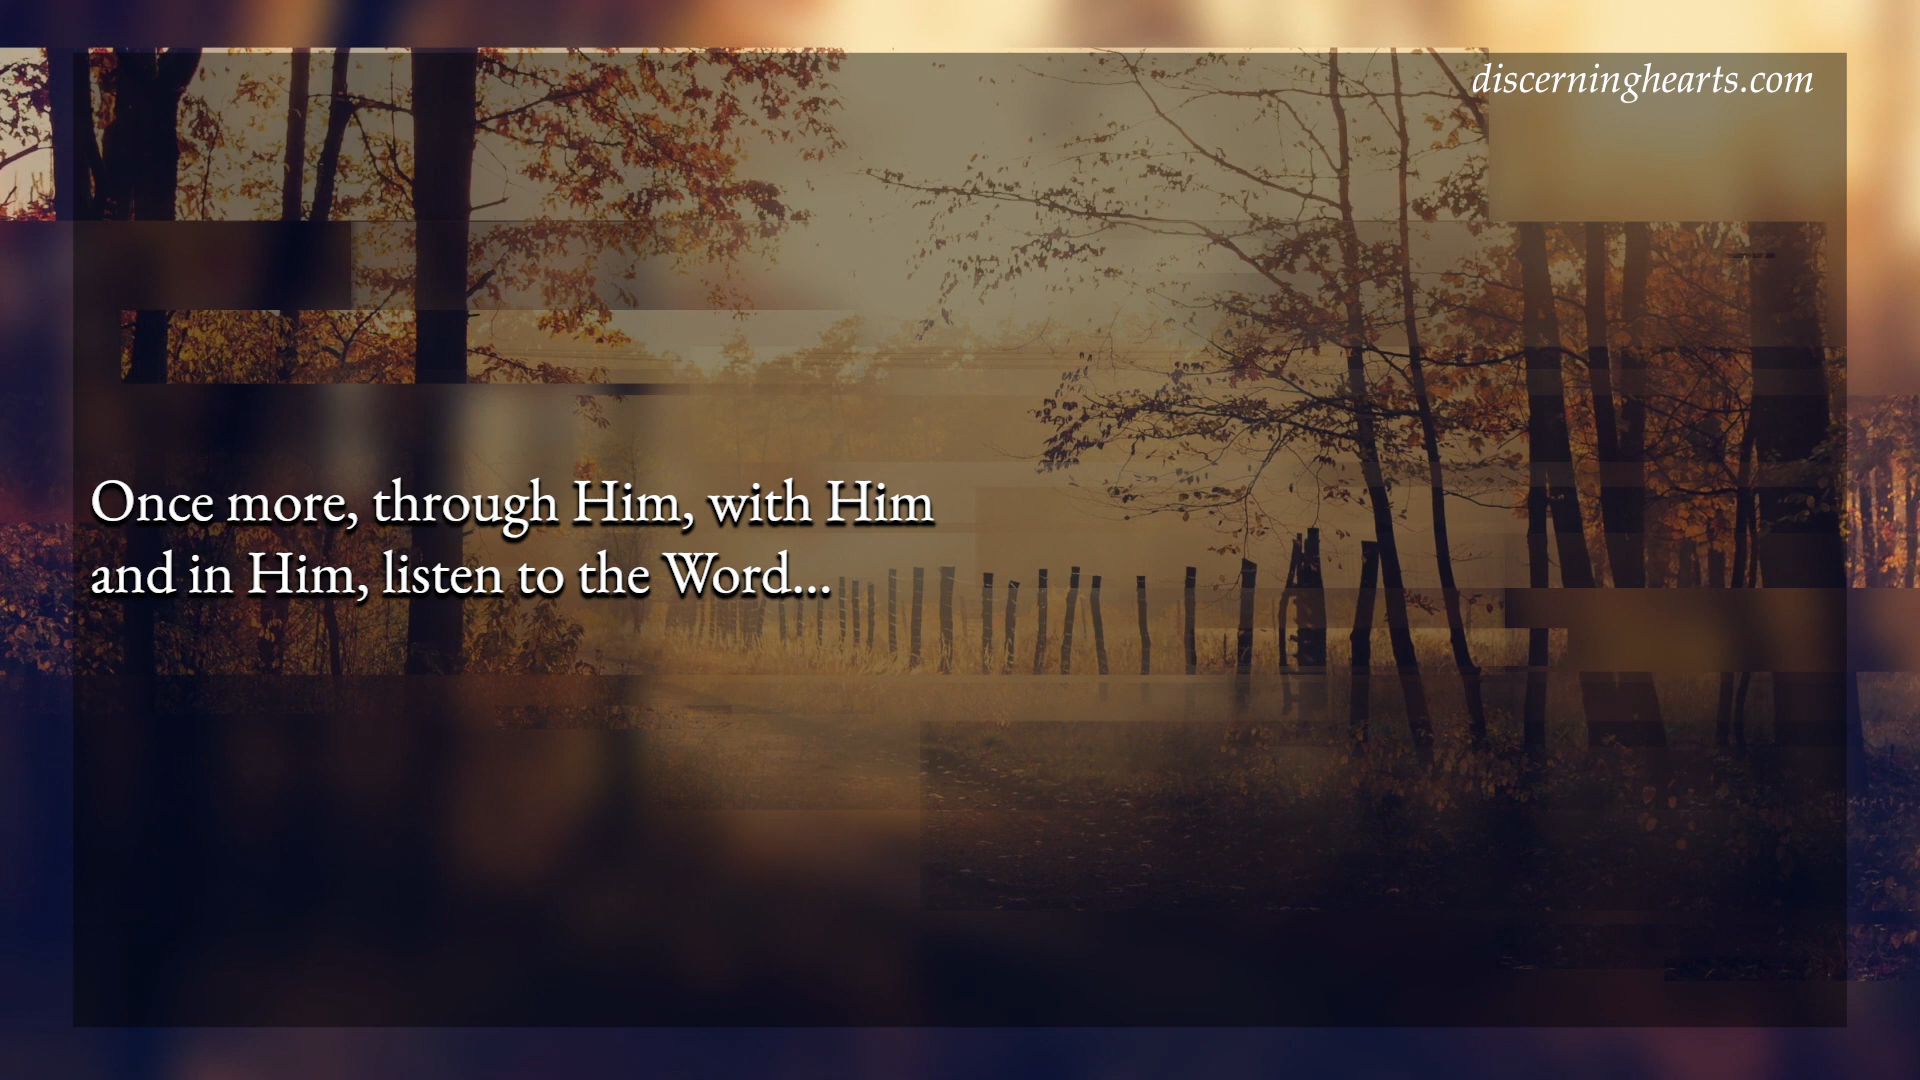 discerninghearts.com
Once more, through Him, with Him
and in Him, listen to the Word...